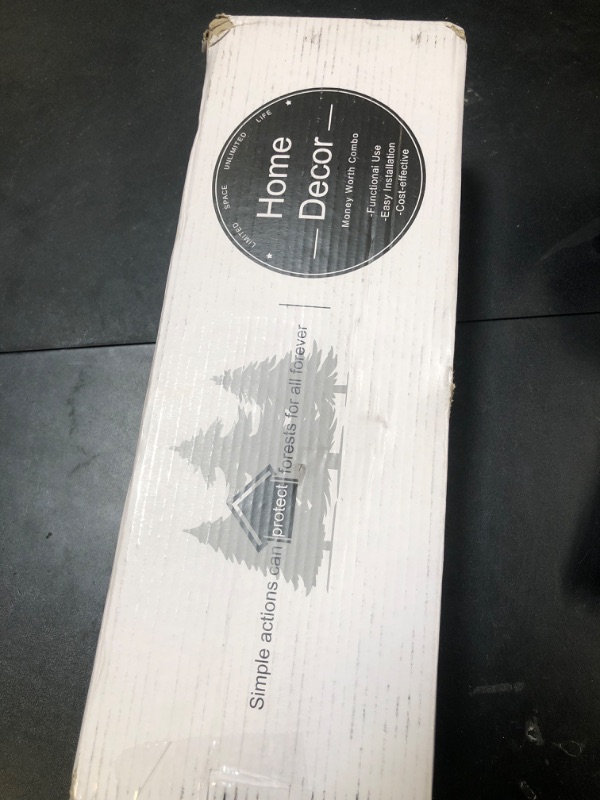 LIMITED SPACE UNLIMITED LIFE
Home
Decor
Money Worth Combo
-Functional Use
-Easy Installation
-Cost-effective
Simple actions can protect forests for all forever